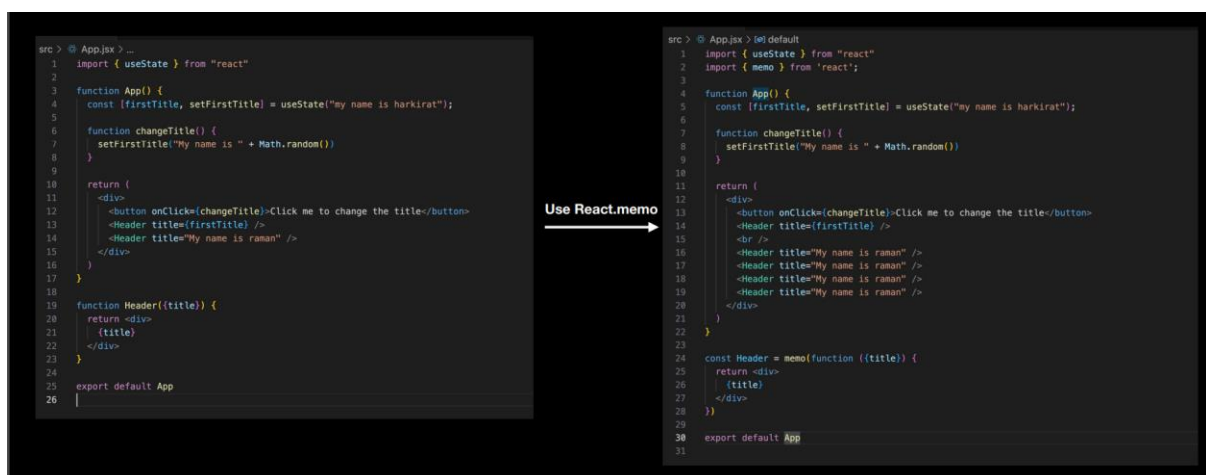 src > App.jsx > ...
1 import { useState } from "react"
2
3 function App() {
4 const [firstTitle, setFirstTitle] = useState("my name is harkirat");
5
6 function changeTitle() {
7 setFirstTitle("My name is " + Math.random())
8 }
9
10 return (
11 <div>
12 <button onClick={changeTitle}>Click me to change the title</button>
13 <Header title={firstTitle} />
14 <Header title="My name is raman" />
15 </div>
16 )
17 }
18
19 function Header({title}) {
20 return <div>
21 {title}
22 </div>
23 }
24
25 export default App
26
Use React.memo
src > App.jsx > default
1 import { useState } from "react"
2 import { memo } from 'react';
3
4 function App() {
5 const [firstTitle, setFirstTitle] = useState("my name is harkirat");
6
7 function changeTitle() {
8 setFirstTitle("My name is " + Math.random())
9 }
10
11 return (
12 <div>
13 <button onClick={changeTitle}>Click me to change the title</button>
14 <Header title={firstTitle} />
15 <br />
16 <Header title="My name is raman" />
17 <Header title="My name is raman" />
18 <Header title="My name is raman" />
19 <Header title="My name is raman" />
20 </div>
21 )
22 }
23
24 const Header = memo(function ({title}) {
25 return <div>
26 {title}
27 </div>
28 })
29
30 export default App
31